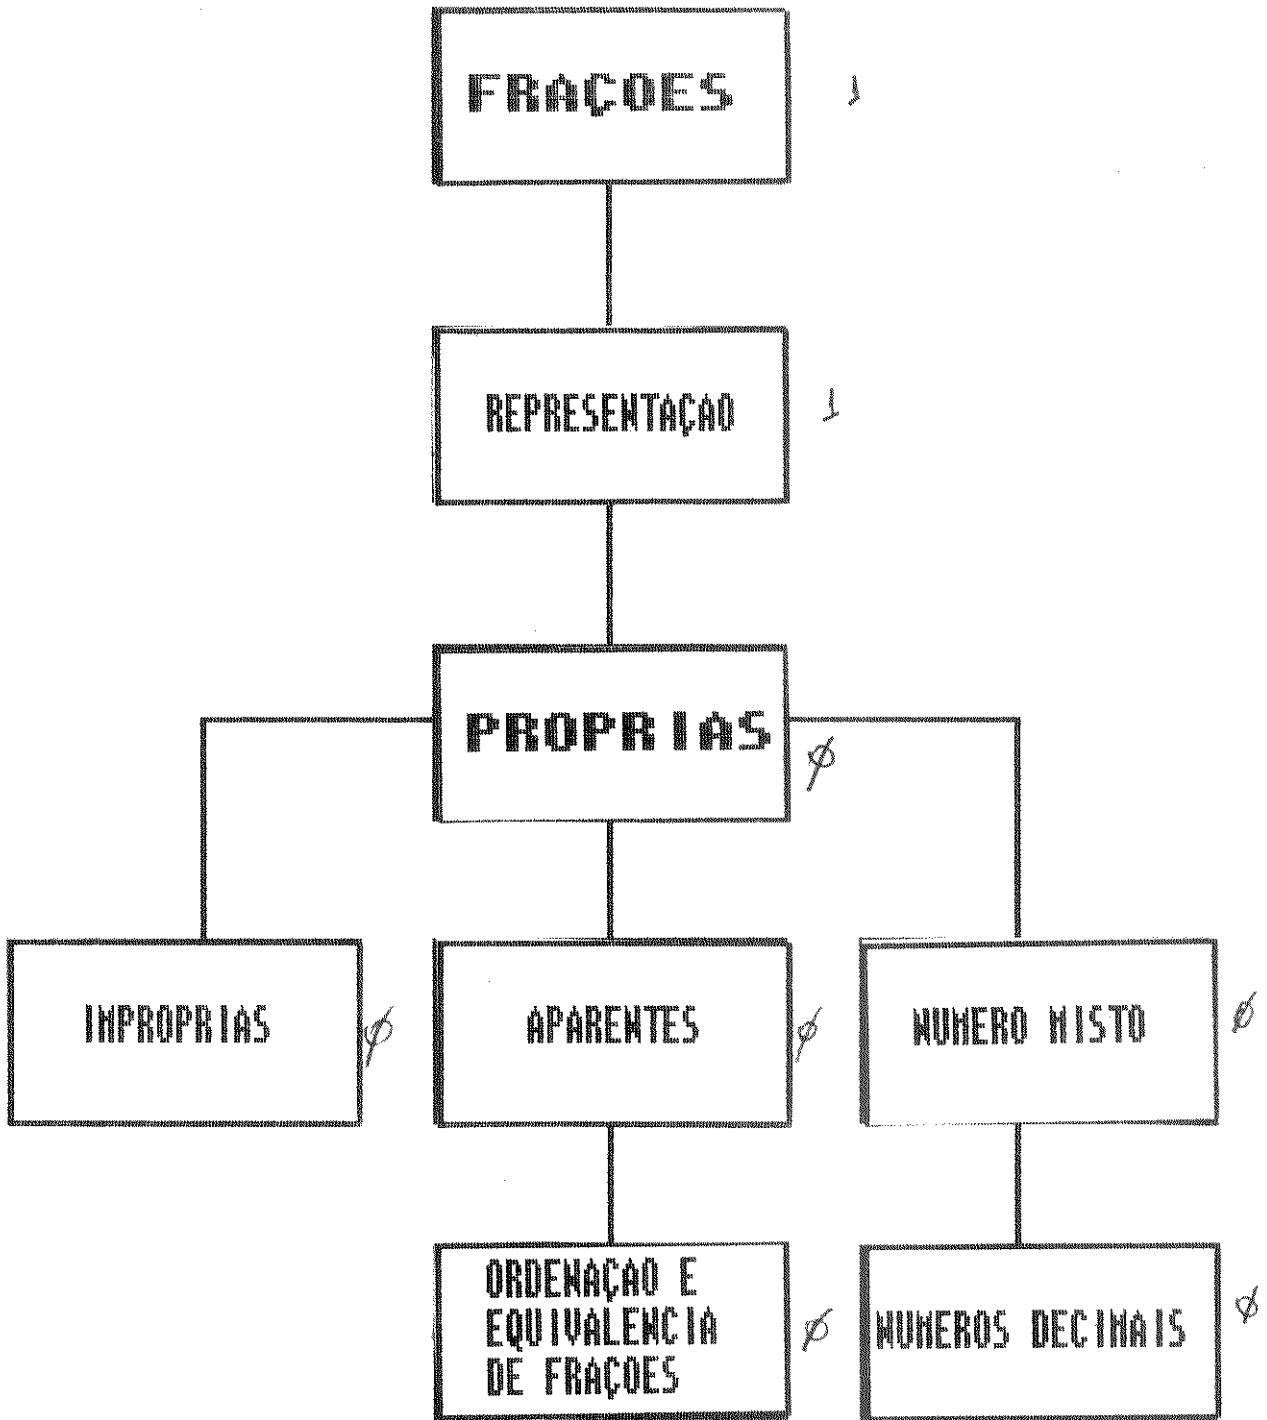 FRAÇOES 1
REPRESENTAÇAO 1
PROPRIAS ∅
IMPROPRIAS ∅
APARENTES ∅
NUMERO MISTO ∅
ORDENAÇAO E
EQUIVALENCIA
DE FRAÇOES ∅
NUMEROS DECIMAIS ∅